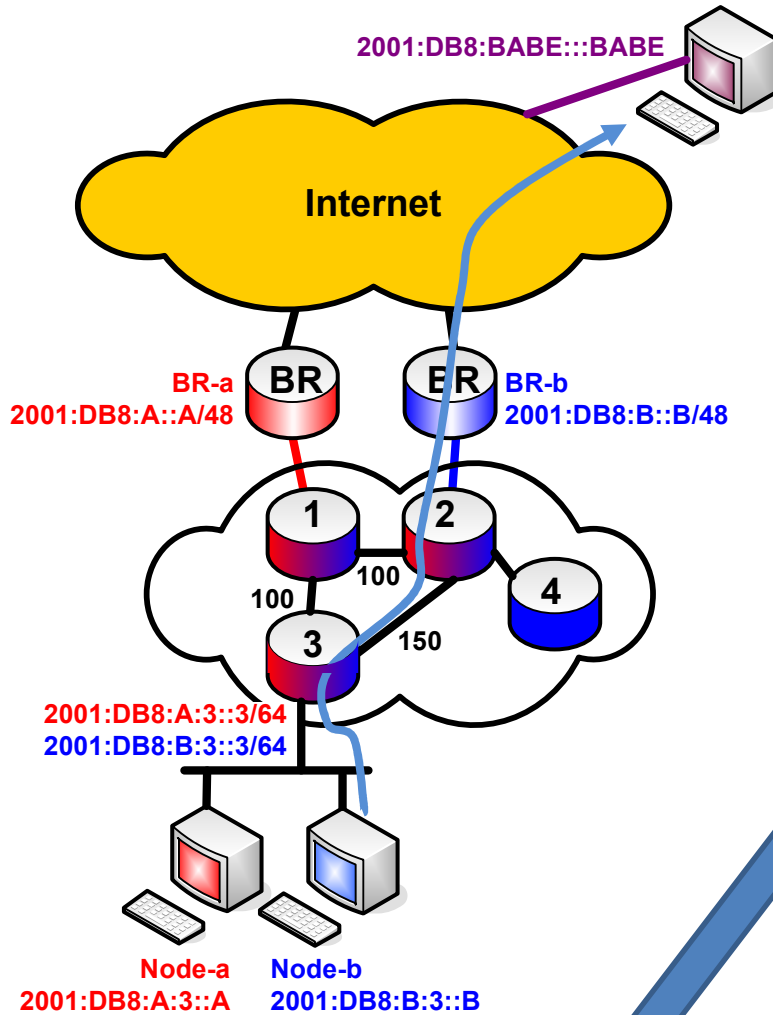 2001:DB8:BABE:::BABE
Internet
BR
BR
BR-a
2001:DB8:A::A/48
BR-b
2001:DB8:B::B/48
1
2
100
4
100
3
150
2001:DB8:A:3::3/64
2001:DB8:B:3::3/64
Node-a
2001:DB8:A:3::A
Node-b
2001:DB8:B:3::B